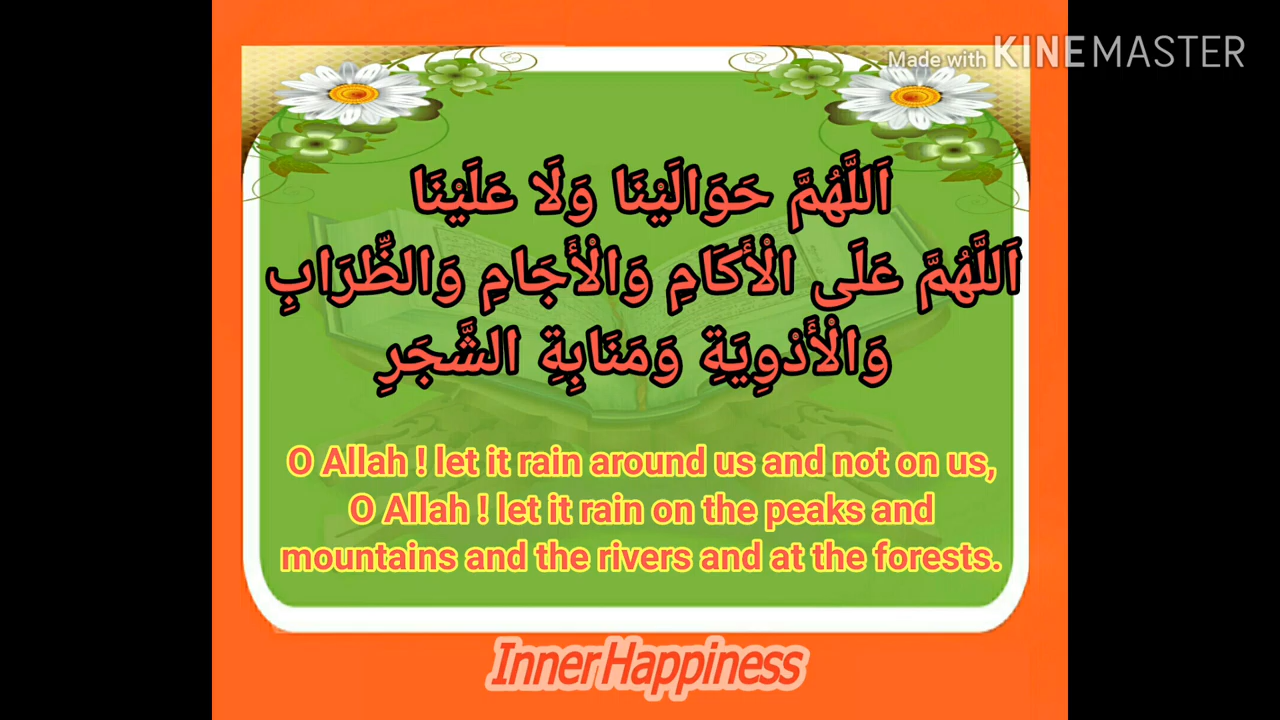 Made with KINEMASTER
اَللَّهُمَّ حَوَالَيْنَا وَلَا عَلَيْنَا
اَللَّهُمَّ عَلَى الْأَكَامِ وَالْأَجَامِ وَالظِّرَابِ
وَالْأَدْوِيَةِ وَمَنَابِةِ الشَّجَرِ
O Allah ! let it rain around us and not on us,
O Allah ! let it rain on the peaks and
mountains and the rivers and at the forests.
InnerHappiness